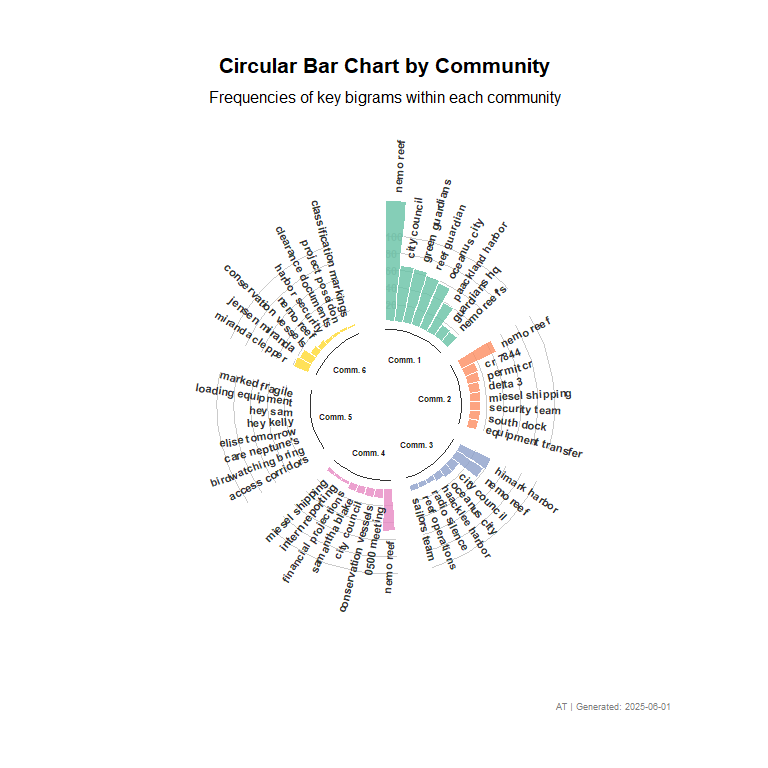 Circular Bar Chart by Community
Frequencies of key bigrams within each community
nemo reef
city council
green guardians
reef guardian
oceanus city
paackland harbor
guardians hq
nemo reef's
Comm. 1
nemo reef
cr 7844
permit cr
delta 3
miesel shipping
security team
south dock
equipment transfer
Comm. 2
himark harbor
nemo reef
city council
oceanus city
haacklee harbor
radio silence
reef operations
sailors team
Comm. 3
nemo reef
0500 meeting
conservation vessels
city council
samantha blake
financial projections
intern reporting
miesel shipping
Comm. 4
access corridors
birdwatching bring
care neptune's
elise tomorrow
hey kelly
hey sam
loading equipment
marked fragile
Comm. 5
miranda clepper
jensen miranda
conservation vessels
nemo reef
harbor security
clearance documents
project poseidon
classification markings
Comm. 6
AT | Generated: 2025-06-01